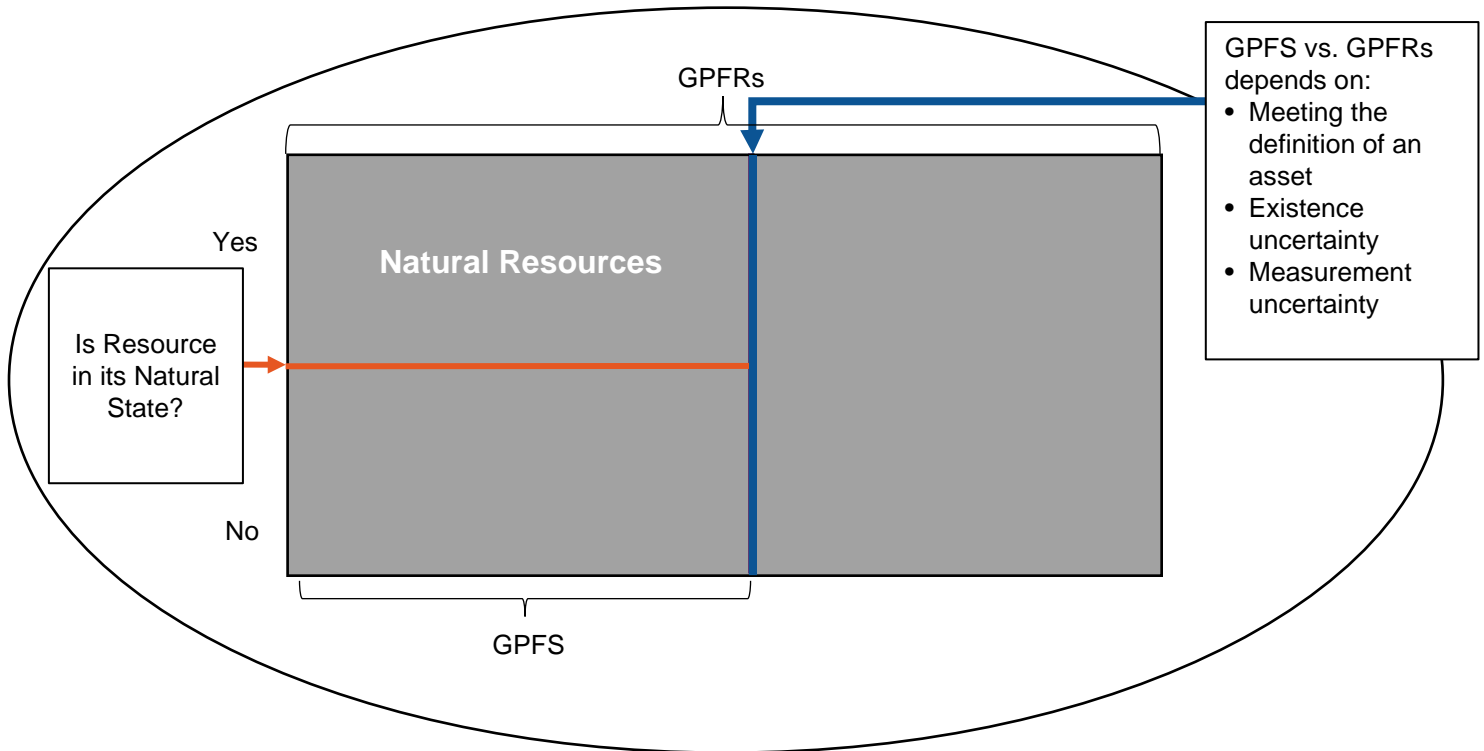 GPFRs
GPFS vs. GPFRs
depends on:
• Meeting the
definition of an
asset
• Existence
uncertainty
• Measurement
uncertainty
Yes
Natural Resources
Is Resource
in its Natural
State?
No
GPFS